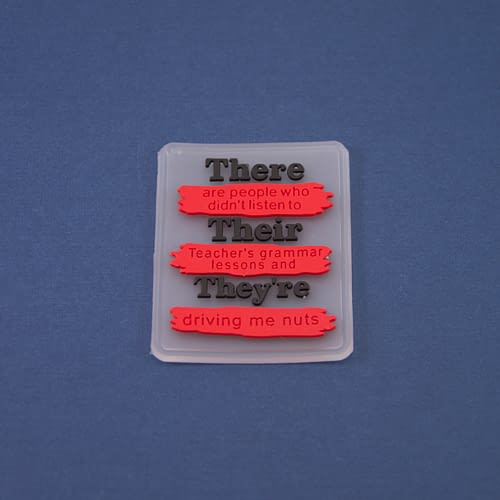 There
are people who
didn't listen to
Their
Teacher's grammar
lessons and
They're
driving me nuts